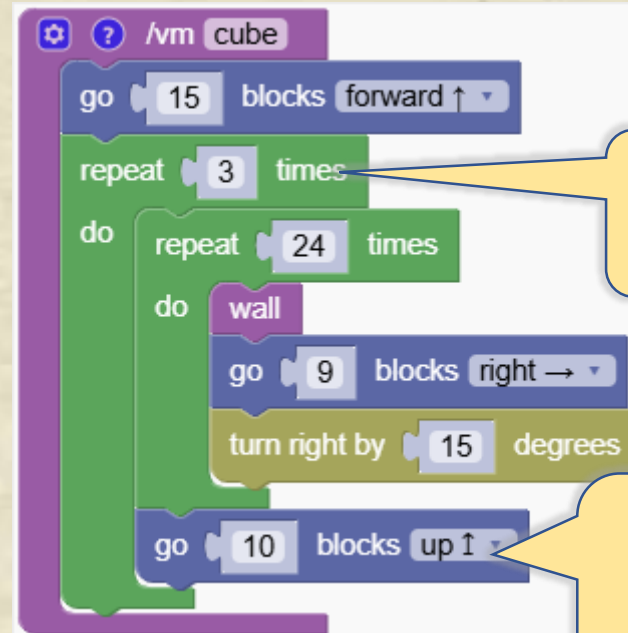 ? /vm cube
go 15 blocks forward ↑
repeat 3 times
do repeat 24 times
do wall
go 9 blocks right →
turn right by 15 degrees
go 10 blocks up ↥